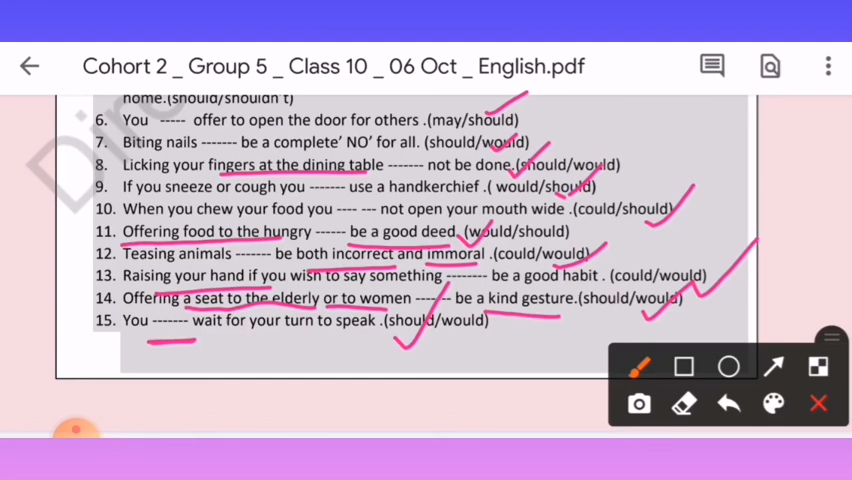 Cohort 2 _ Group 5 _ Class 10 _ 06 Oct _ English.pdf
home.(should/shouldn't)
6. You ----- offer to open the door for others .(may/should)
7. Biting nails ------- be a complete' NO' for all. (should/would)
8. Licking your fingers at the dining table ------- not be done.(should/would)
9. If you sneeze or cough you ------- use a handkerchief .( would/should)
10. When you chew your food you ---- --- not open your mouth wide .(could/should)
11. Offering food to the hungry ------ be a good deed. (would/should)
12. Teasing animals ------- be both incorrect and immoral .(could/would)
13. Raising your hand if you wish to say something -------- be a good habit . (could/would)
14. Offering a seat to the elderly or to women ------- be a kind gesture.(should/would)
15. You ------- wait for your turn to speak .(should/would)